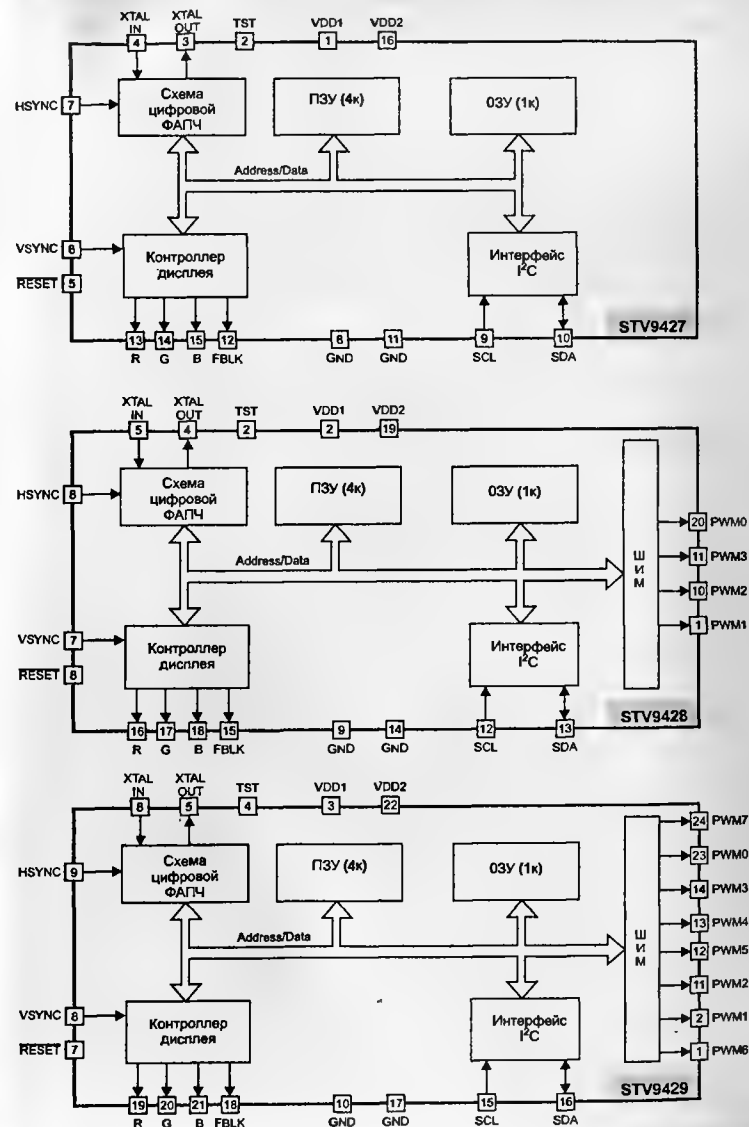 XTAL IN XTAL OUT TST VDD1 VDD2
4 3 2 1 16
HSYNC 7
Схема цифровой ФАПЧ
ПЗУ (4к)
ОЗУ (1к)
Address/Data
VSYNC 6
RESET 5
Контроллер дисплея
Интерфейс I²C
STV9427
13 14 15 12 8 11 9 10
R G B FBLK GND GND SCL SDA
XTAL IN XTAL OUT TST VDD1 VDD2
5 4 2 2 19
HSYNC 8
Схема цифровой ФАПЧ
ПЗУ (4к)
ОЗУ (1к)
ШИМ
20 PWM0
11 PWM3
10 PWM2
1 PWM1
Address/Data
VSYNC 7
RESET 8
Контроллер дисплея
Интерфейс I²C
STV9428
16 17 18 15 9 14 12 13
R G B FBLK GND GND SCL SDA
XTAL IN XTAL OUT TST VDD1 VDD2
8 5 4 3 22
HSYNC 9
Схема цифровой ФАПЧ
ПЗУ (4к)
ОЗУ (1к)
ШИМ
24 PWM7
23 PWM0
14 PWM3
13 PWM4
12 PWM5
11 PWM2
2 PWM1
1 PWM6
Address/Data
VSYNC 8
RESET 7
Контроллер дисплея
Интерфейс I²C
STV9429
19 20 21 18 10 17 15 16
R G B FBLK GND GND SCL SDA